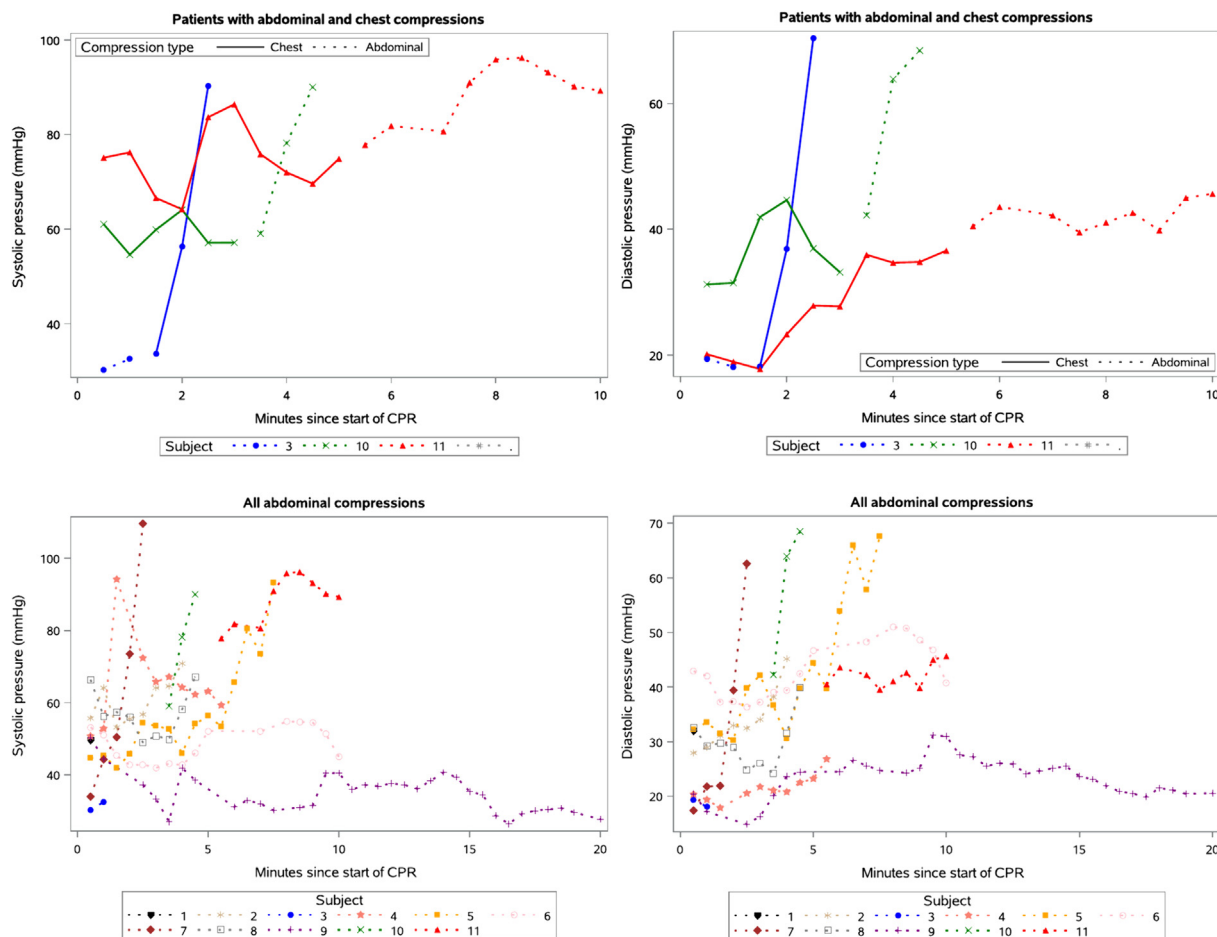 Patients with abdominal and chest compressions
Compression type Chest Abdominal
100
80
60
40
Systolic pressure (mmHg)
0 2 4 6 8 10
Minutes since start of CPR
Subject 3 10 11 .
Patients with abdominal and chest compressions
60
40
20
Diastolic pressure (mmHg)
Compression type Chest Abdominal
0 2 4 6 8 10
Minutes since start of CPR
Subject 3 10 11 .
All abdominal compressions
100
80
60
40
Systolic pressure (mmHg)
0 5 10 15 20
Minutes since start of CPR
Subject
1 2 3 4 5 6
7 8 9 10 11
All abdominal compressions
70
60
50
40
30
20
10
Diastolic pressure (mmHg)
0 5 10 15 20
Minutes since start of CPR
Subject
1 2 3 4 5 6
7 8 9 10 11